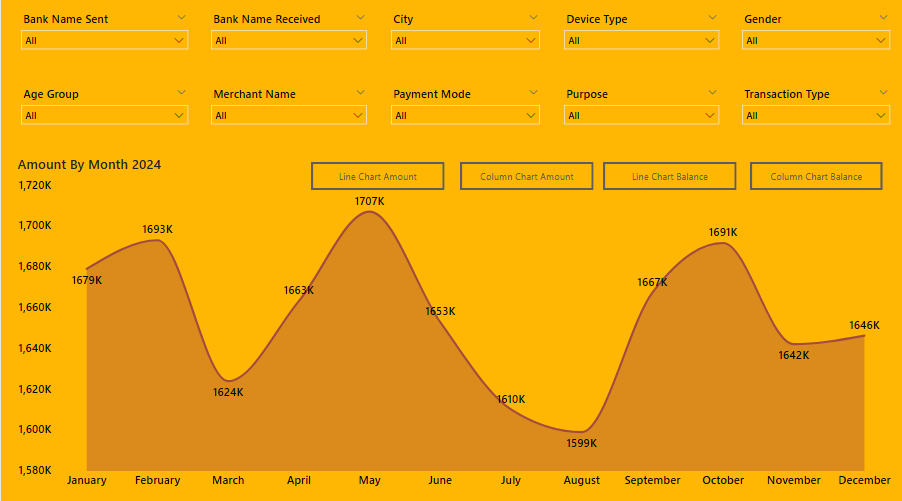 Bank Name Sent Bank Name Received City Device Type Gender
All All All All All
Age Group Merchant Name Payment Mode Purpose Transaction Type
All All All All All
Amount By Month 2024
Line Chart Amount Column Chart Amount Line Chart Balance Column Chart Balance
1,720K
1707K
1,700K
1693K
1691K
1,680K
1679K
1667K
1663K
1,660K
1653K
1646K
1,640K
1642K
1624K
1,620K
1610K
1,600K
1599K
1,580K
January February March April May June July August September October November December